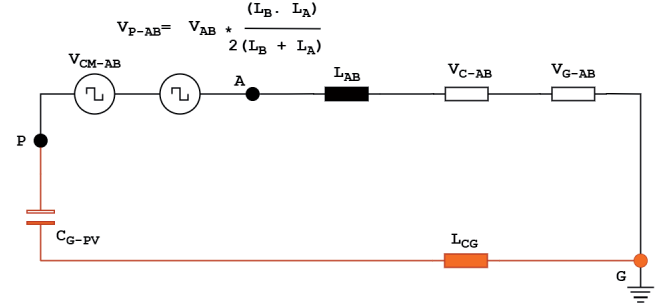 (L_B. L_A)
V_P-AB= V_AB * ―――――
2(L_B + L_A)
V_CM-AB
A
L_AB
V_C-AB
V_G-AB
P
C_G-PV
L_CG
G